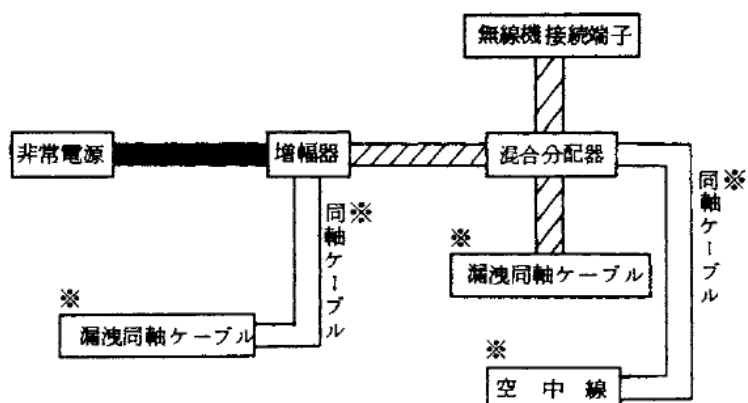 無線機接続端子
非常電源
増幅器
混合分配器
※
同軸ケーブル
※
同軸ケーブル
※
漏洩同軸ケーブル
※
漏洩同軸ケーブル
※
空中線